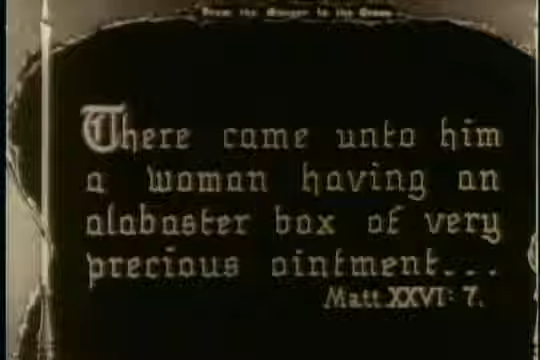 From the Manger to the Cross
There came unto him
a woman having an
alabaster box of very
precious ointment...
Matt. XXVI: 7.